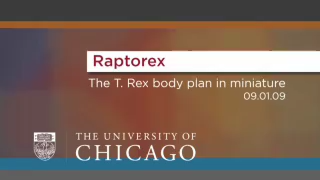 Raptorex
The T. Rex body plan in miniature
09.01.09
THE UNIVERSITY OF
CHICAGO